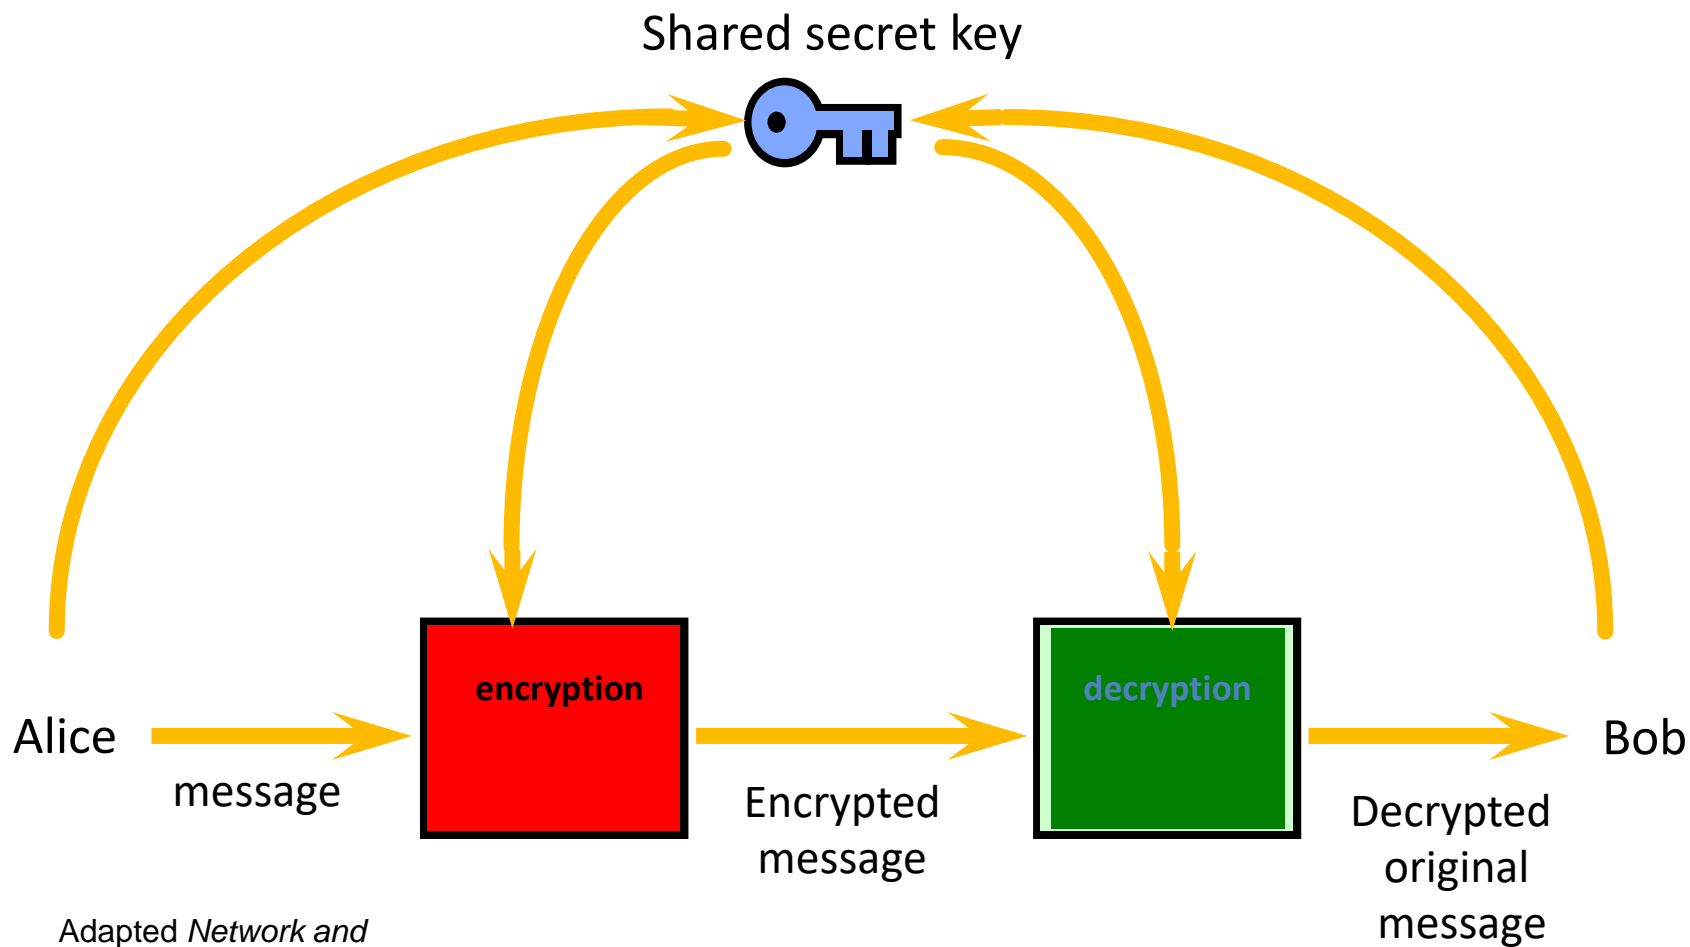 Shared secret key
encryption
decryption
Alice
Bob
message
Encrypted
message
Decrypted
original
message
Adapted Network and